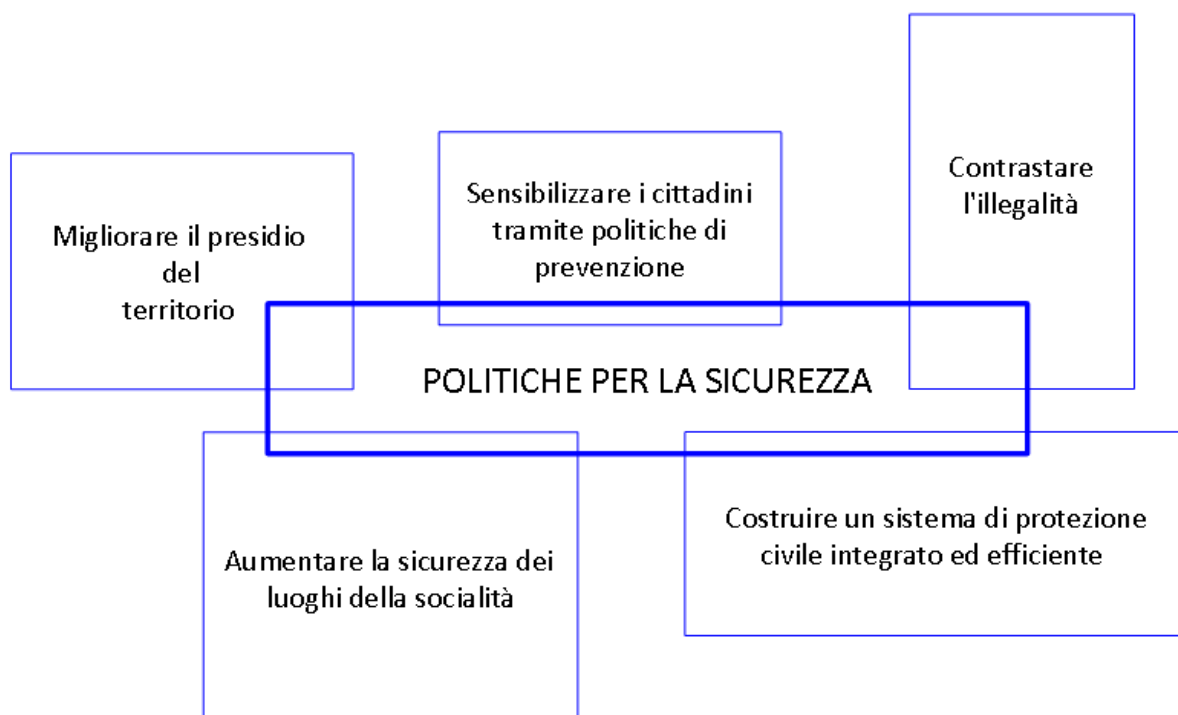 Migliorare il presidio
del
territorio
Sensibilizzare i cittadini
tramite politiche di
prevenzione
Contrastare
l'illegalità
POLITICHE PER LA SICUREZZA
Aumentare la sicurezza dei
luoghi della socialità
Costruire un sistema di protezione
civile integrato ed efficiente